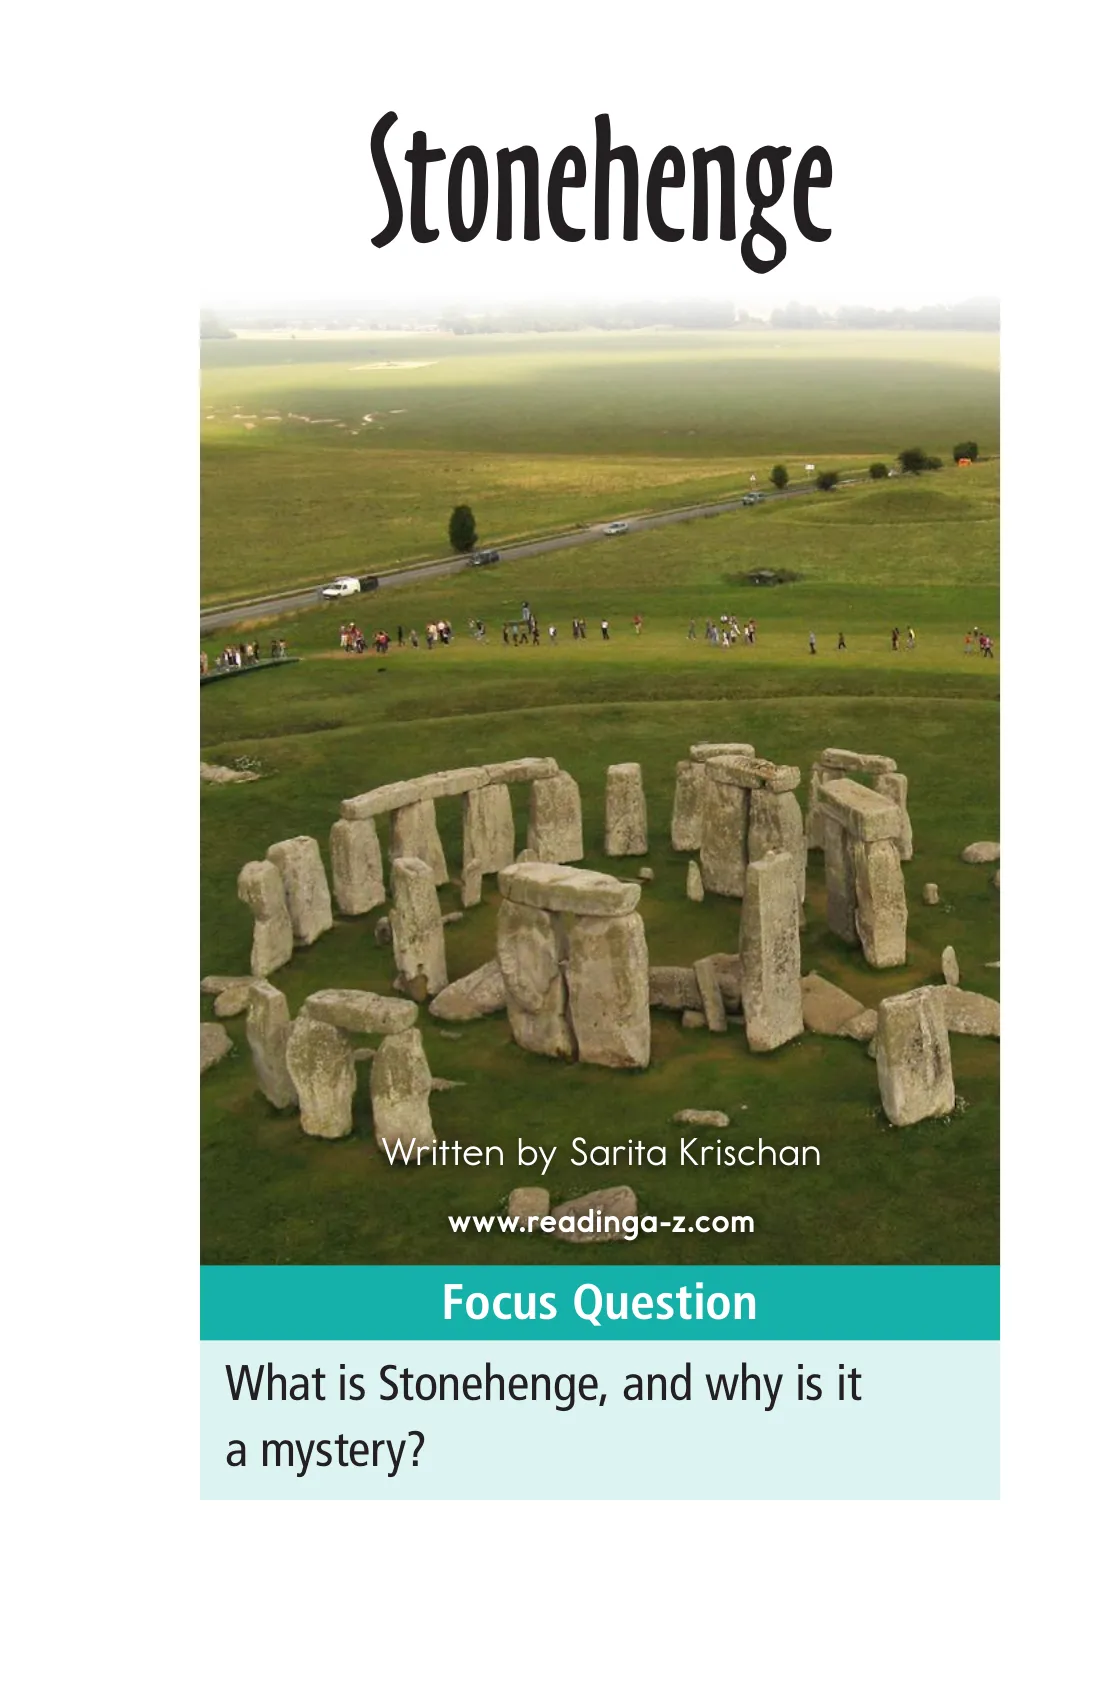 Stonehenge
Written by Sarita Krischan
www.readinga-z.com
Focus Question
What is Stonehenge, and why is it
a mystery?